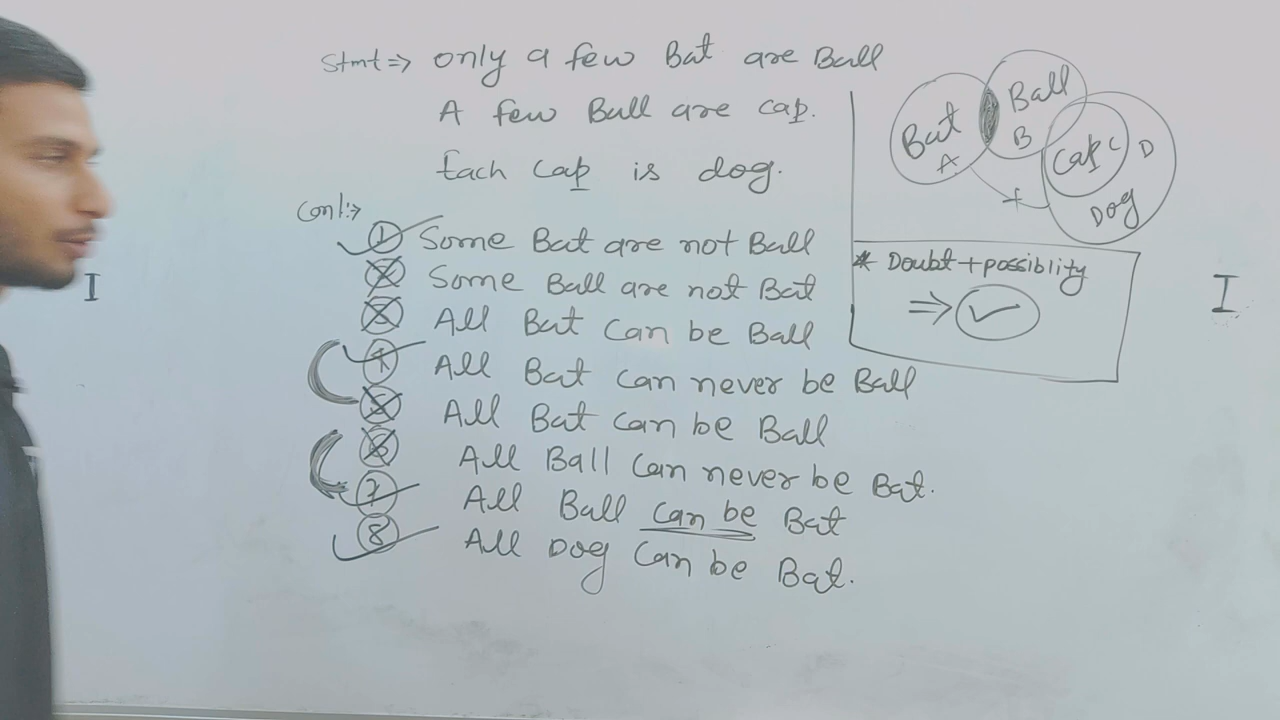 Stmt ⇒ only a few Bat are Ball
A few Ball are cap.
Each Cap is dog.
Conl:→
① Some Bat are not Ball
② Some Ball are not Bat
③ All Bat can be Ball
④ All Bat can never be Ball
⑤ All Bat can be Ball
⑥ All Ball can never be Bat.
⑦ All Ball can be Bat
⑧ All Dog can be Bat.
Bat
A
Ball
B
Cap C
D
Dog
* Doubt + possiblity
⇒ ✓
I
I